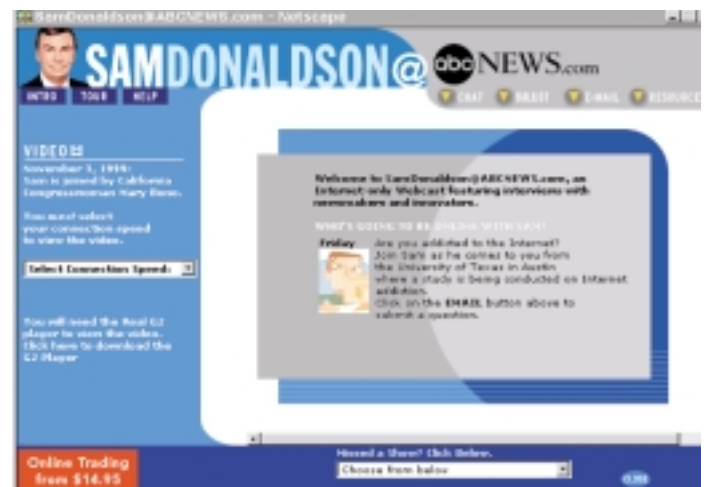 SamDonaldson@ABCNEWS.com - Netscape
SAMDONALDSON@ abc NEWS.com
INTRO TOUR HELP
CHAT BALLOT E-MAIL RESOURCE
VIDEO
November 3, 1999:
Sam is joined by California
Congresswoman Mary Bono.
You must select
your connection speed
to view the video.
Select Connection Speed:
You will need the Real G2
player to view the video.
Click here to download the
G2 Player
Welcome to SamDonaldson@ABCNEWS.com, an
Internet-only Webcast featuring interviews with
newsmakers and innovators.
WHO'S GOING TO BE ONLINE WITH SAM?
Friday
Are you addicted to the Internet?
Join Sam as he comes to you from
the University of Texas in Austin
where a study is being conducted on Internet
addiction.
Click on the EMAIL button above to
submit a question.
Online Trading
from $14.95
Missed a Show? Click Below.
Choose from below